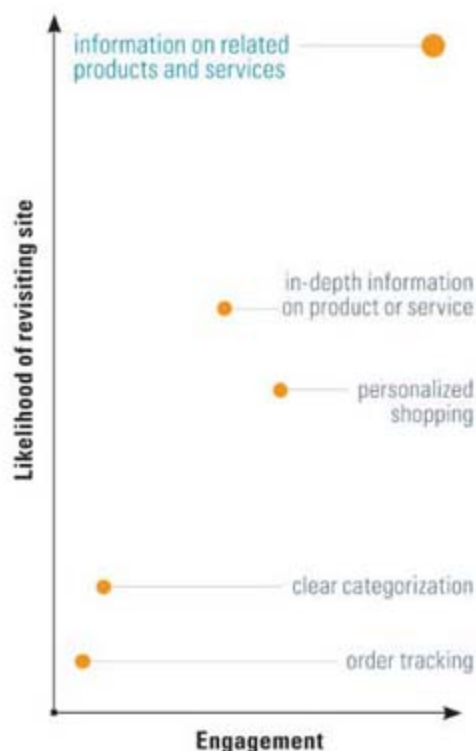 information on related
products and services
in-depth information
on product or service
personalized
shopping
clear categorization
order tracking
Likelihood of revisiting site
Engagement